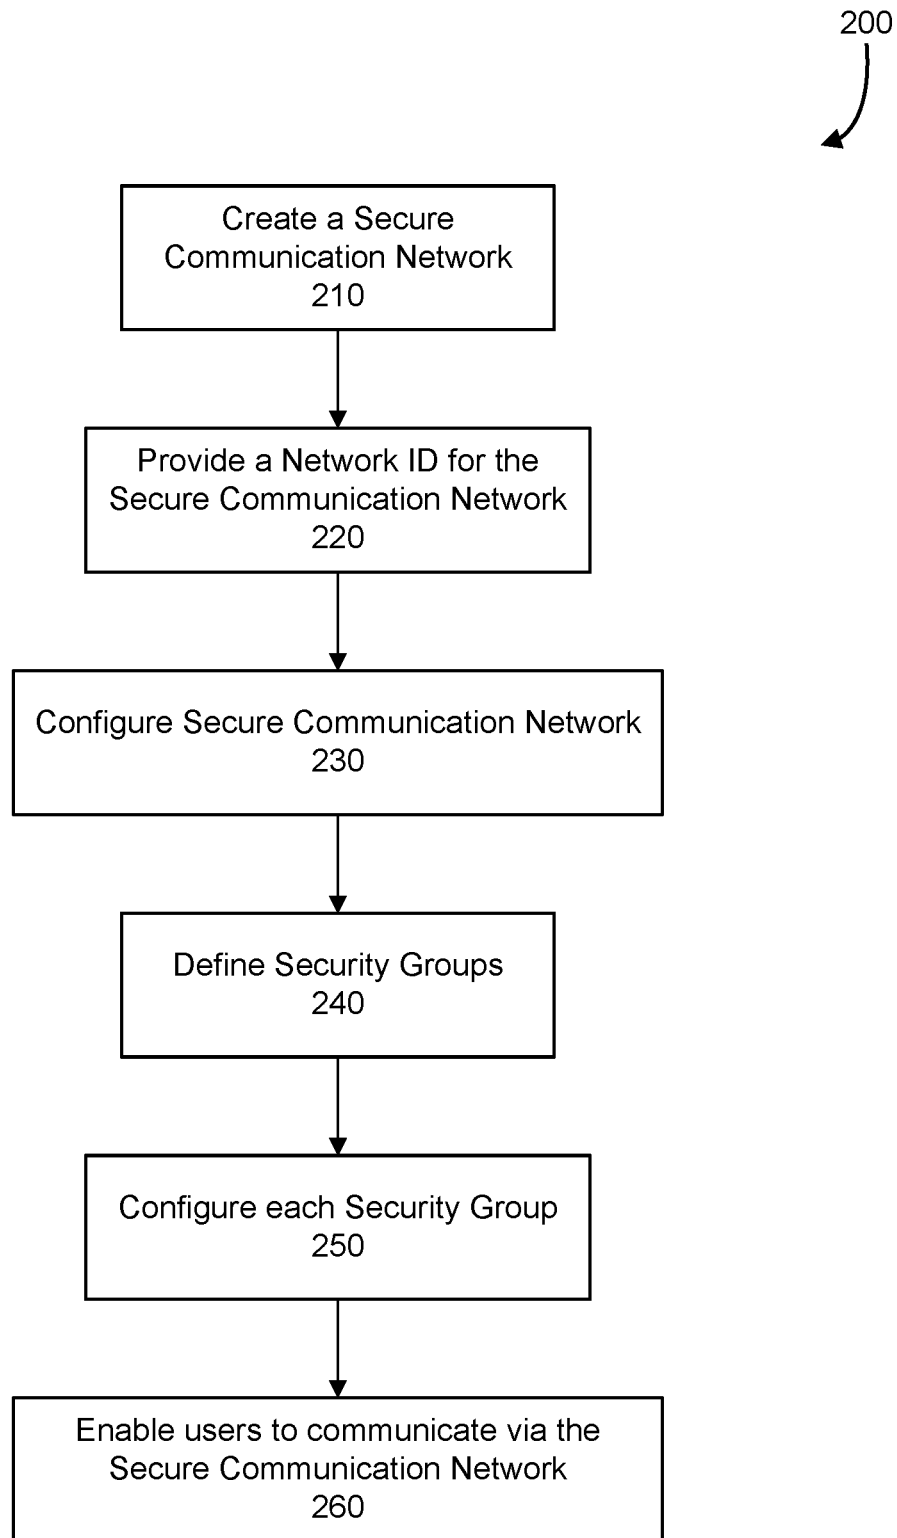 200
Create a Secure
Communication Network
210
Provide a Network ID for the
Secure Communication Network
220
Configure Secure Communication Network
230
Define Security Groups
240
Configure each Security Group
250
Enable users to communicate via the
Secure Communication Network
260